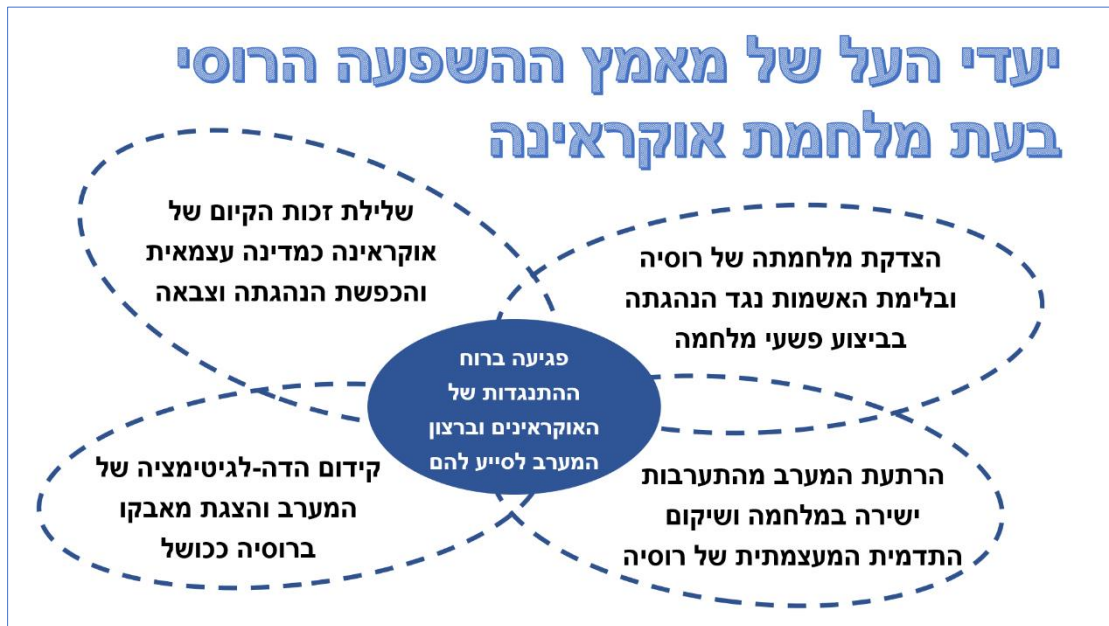 יעדי העל של מאמץ ההשפעה הרוסי
בעת מלחמת אוקראינה
הצדקת מלחמתה של רוסיה
ובלימת האשמות נגד הנהגתה
בביצוע פשעי מלחמה
שלילת זכות הקיום של
אוקראינה כמדינה עצמאית
והכפשת הנהגתה וצבאה
פגיעה ברוח
ההתנגדות של
האוקראינים וברצון
המערב לסייע להם
הרתעת המערב מהתערבות
ישירה במלחמה ושיקום
התדמית המעצמתית של רוסיה
קידום הדה-לגיטימציה של
המערב והצגת מאבקו
ברוסיה ככושל